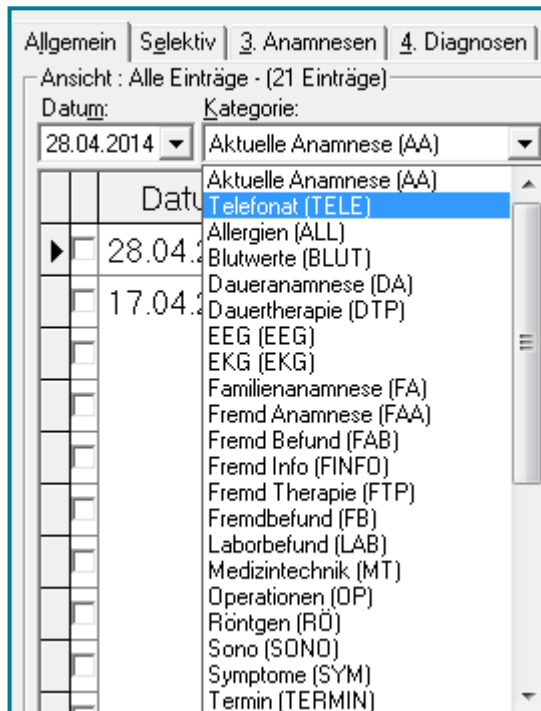 Allgemein Selektiv 3. Anamnesen 4. Diagnosen
Ansicht : Alle Einträge - (21 Einträge)
Datum: Kategorie:
28.04.2014 Aktuelle Anamnese (AA)
Aktuelle Anamnese (AA)
Datu
Telefonat (TELE)
Allergien (ALL)
28.04.2
Blutwerte (BLUT)
Daueranamnese (DA)
17.04.2
Dauertherapie (DTP)
EEG (EEG)
EKG (EKG)
Familienanamnese (FA)
Fremd Anamnese (FAA)
Fremd Befund (FAB)
Fremd Info (FINFO)
Fremd Therapie (FTP)
Fremdbefund (FB)
Laborbefund (LAB)
Medizintechnik (MT)
Operationen (OP)
Röntgen (RÖ)
Sono (SONO)
Symptome (SYM)
Termin (TERMIN)